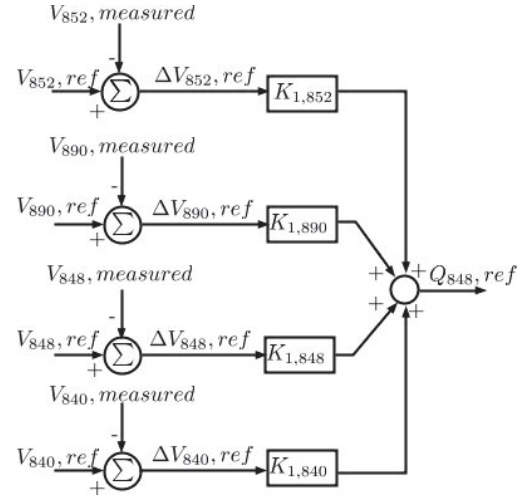 V852, measured
-
V852, ref
+
Σ
ΔV852, ref
K1,852
V890, measured
-
V890, ref
+
Σ
ΔV890, ref
K1,890
+
+
Q848, ref
V848, measured
-
V848, ref
+
Σ
ΔV848, ref
K1,848
+
+
V840, measured
-
V840, ref
+
Σ
ΔV840, ref
K1,840